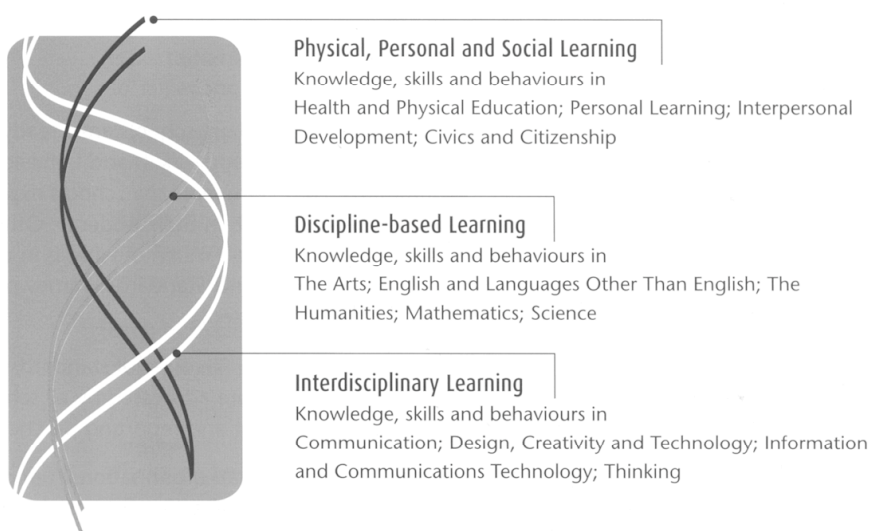 Physical, Personal and Social Learning
Knowledge, skills and behaviours in
Health and Physical Education; Personal Learning; Interpersonal
Development; Civics and Citizenship
Discipline-based Learning
Knowledge, skills and behaviours in
The Arts; English and Languages Other Than English; The
Humanities; Mathematics; Science
Interdisciplinary Learning
Knowledge, skills and behaviours in
Communication; Design, Creativity and Technology; Information
and Communications Technology; Thinking